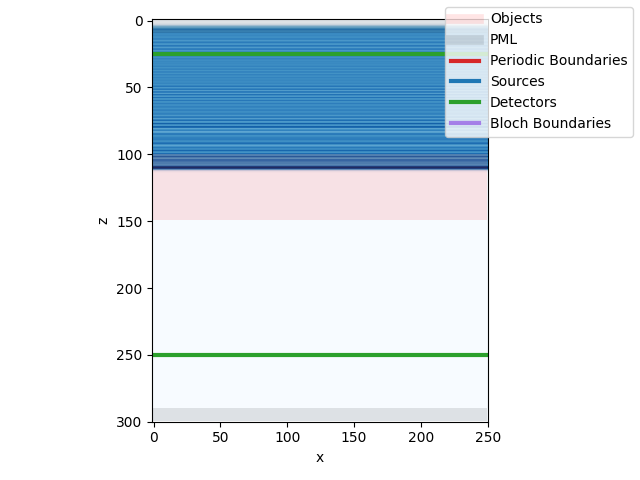 Objects
PML
Periodic Boundaries
Sources
Detectors
Bloch Boundaries
0
50
100
150
200
250
300
z
0
50
100
150
200
250
x